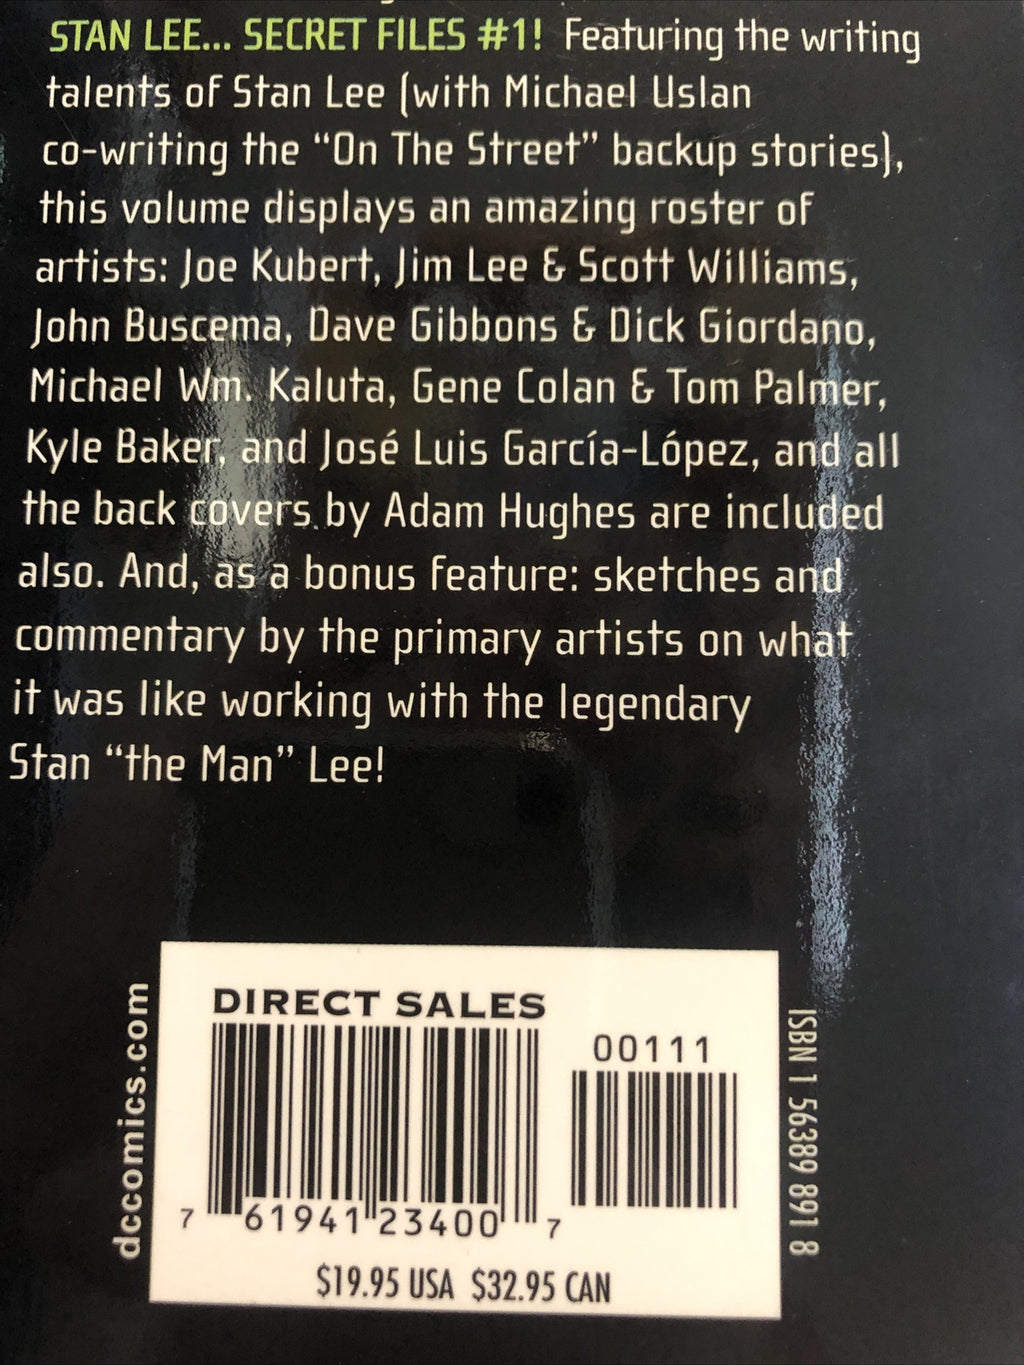 STAN LEE... SECRET FILES #1! Featuring the writing
talents of Stan Lee (with Michael Uslan
co-writing the “On The Street” backup stories),
this volume displays an amazing roster of
artists: Joe Kubert, Jim Lee & Scott Williams,
John Buscema, Dave Gibbons & Dick Giordano,
Michael Wm. Kaluta, Gene Colan & Tom Palmer,
Kyle Baker, and José Luis García-López, and all
the back covers by Adam Hughes are included
also. And, as a bonus feature: sketches and
commentary by the primary artists on what
it was like working with the legendary
Stan “the Man” Lee!
dccomics.com
DIRECT SALES
00111
7 61941 23400 7
$19.95 USA $32.95 CAN
ISBN 1 56389 891 8